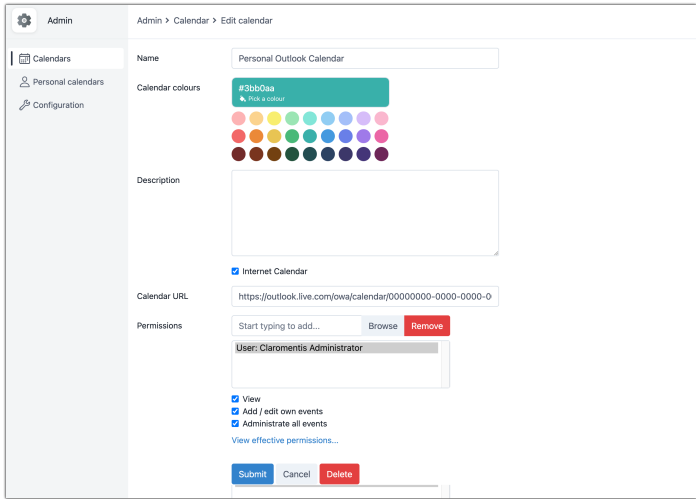 Admin
Admin > Calendar > Edit calendar
Calendars
Personal calendars
Configuration
Name
Personal Outlook Calendar
Calendar colours
#3bb0aa
Pick a colour
Description
Internet Calendar
Calendar URL
https://outlook.live.com/owa/calendar/00000000-0000-0000-0
Permissions
Start typing to add...
Browse
Remove
User: Claromentis Administrator
View
Add / edit own events
Administrate all events
View effective permissions...
Submit
Cancel
Delete